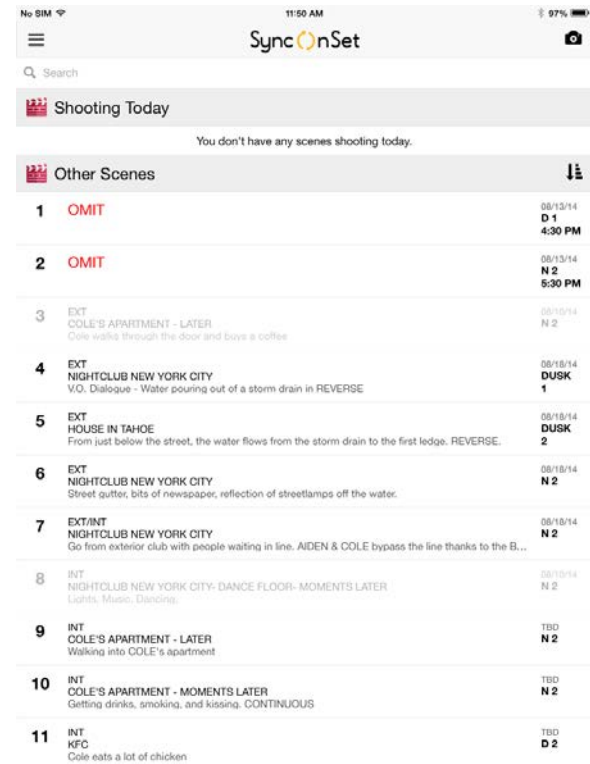 No SIM 11:50 AM 97%
SyncOnSet
Search
Shooting Today
You don't have any scenes shooting today.
Other Scenes
1 OMIT 08/13/14
D 1
4:30 PM
2 OMIT 08/13/14
N 2
5:30 PM
3 EXT 08/10/14
COLE'S APARTMENT - LATER N 2
Cole walks through the door and buys a coffee
4 EXT 08/18/14
NIGHTCLUB NEW YORK CITY DUSK
V.O. Dialogue - Water pouring out of a storm drain in REVERSE 1
5 EXT 08/18/14
HOUSE IN TAHOE DUSK
From just below the street, the water flows from the storm drain to the first ledge. REVERSE. 2
6 EXT 08/18/14
NIGHTCLUB NEW YORK CITY N 2
Street gutter, bits of newspaper, reflection of streetlamps off the water.
7 EXT/INT 08/18/14
NIGHTCLUB NEW YORK CITY N 2
Go from exterior club with people waiting in line. AIDEN & COLE bypass the line thanks to the B...
8 INT 08/10/14
NIGHTCLUB NEW YORK CITY- DANCE FLOOR- MOMENTS LATER N 2
Lights. Music. Dancing.
9 INT TBD
COLE'S APARTMENT - LATER N 2
Walking into COLE's apartment
10 INT TBD
COLE'S APARTMENT - MOMENTS LATER N 2
Getting drinks, smoking, and kissing. CONTINUOUS
11 INT TBD
KFC D 2
Cole eats a lot of chicken